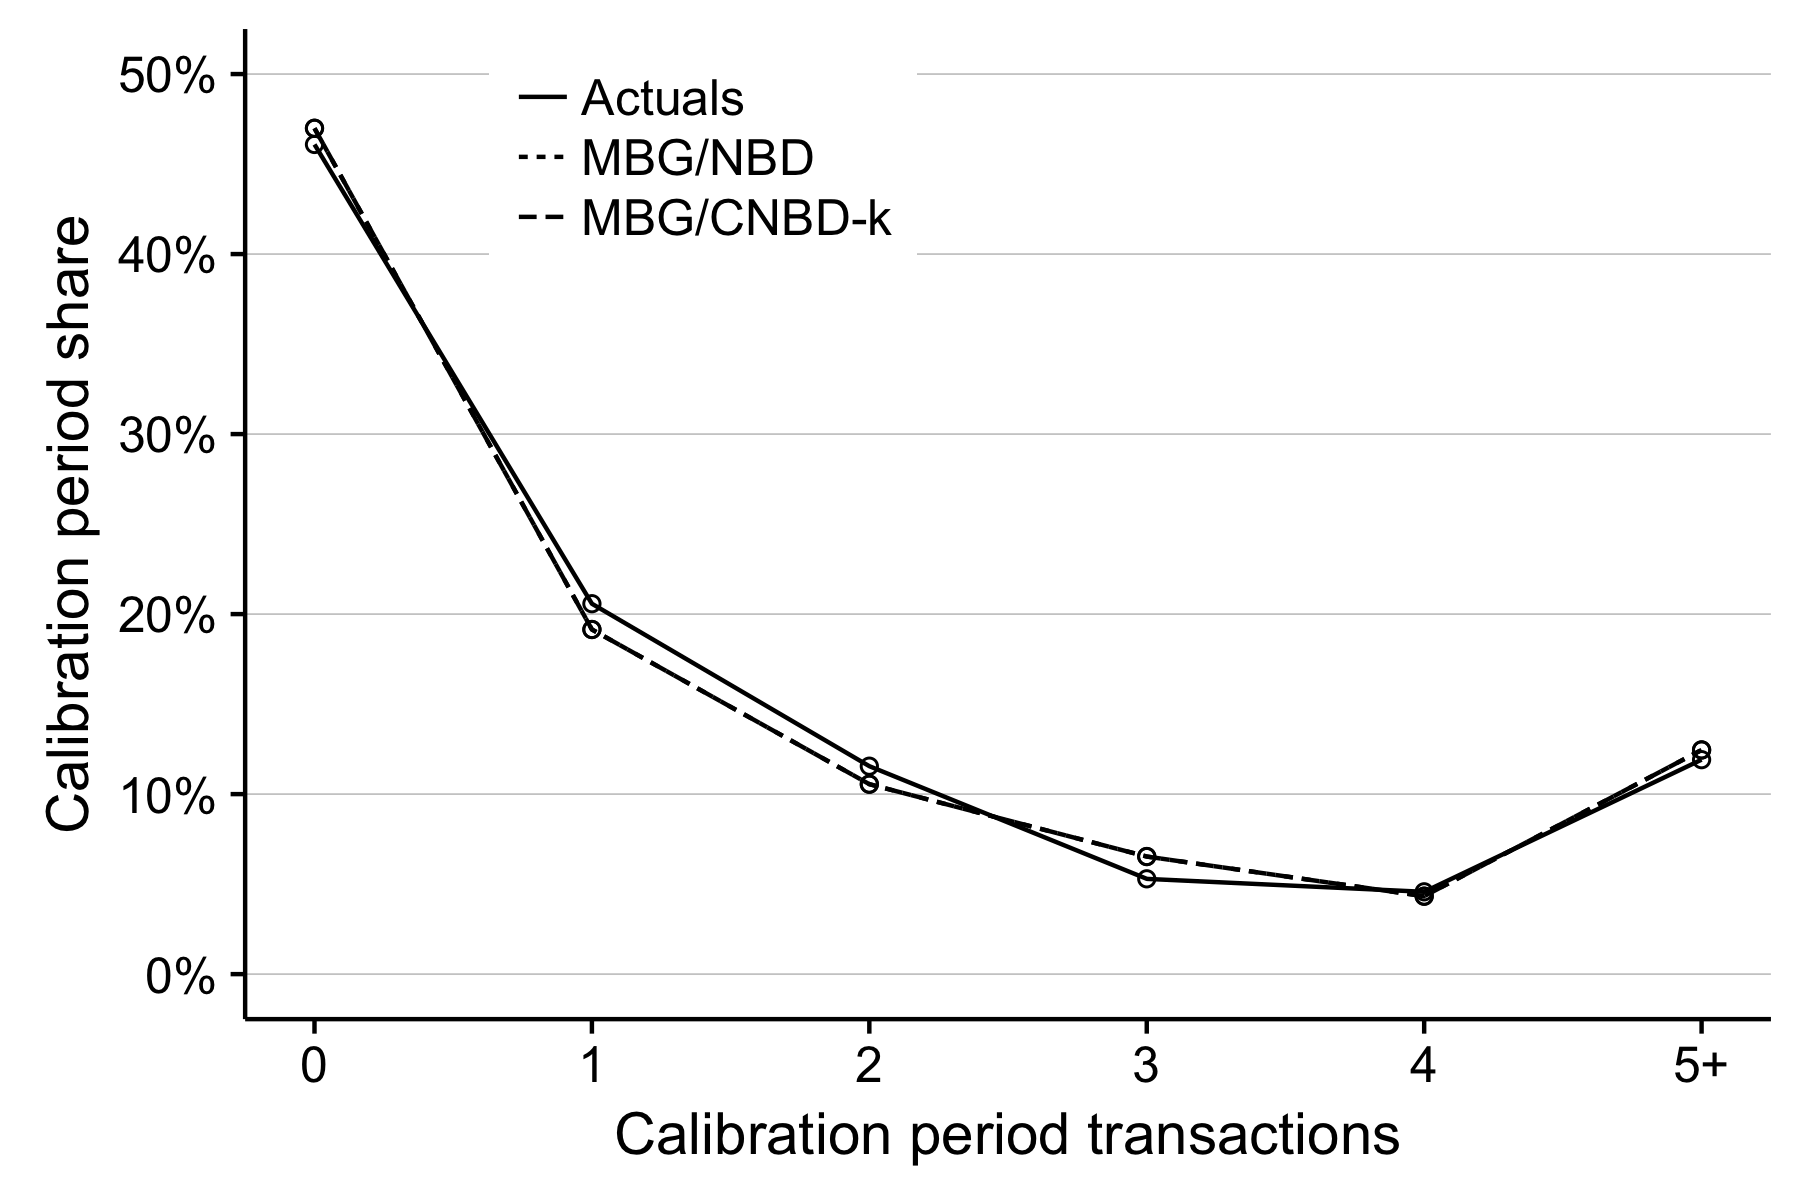 Calibration period share
50%
40%
30%
20%
10%
0%
Actuals
MBG/NBD
MBG/CNBD-k
0 1 2 3 4 5+
Calibration period transactions